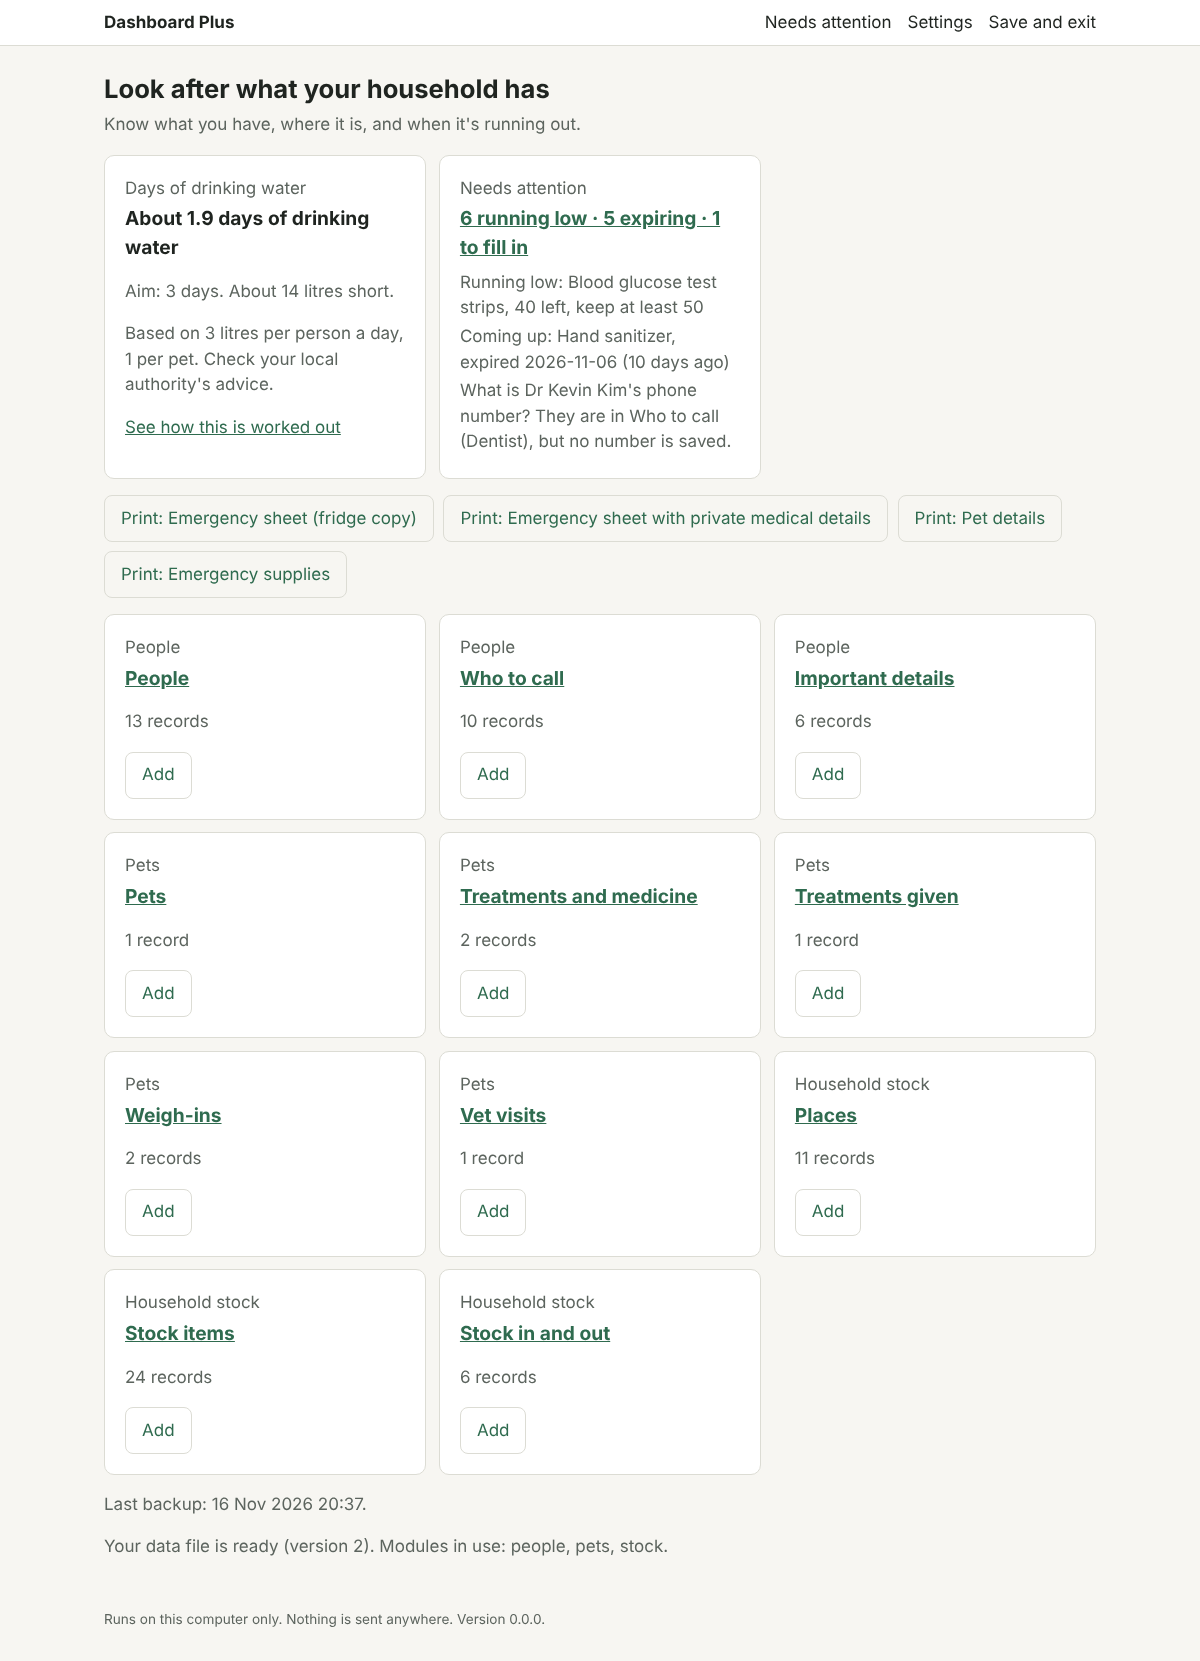 Dashboard Plus
Needs attention Settings Save and exit
Look after what your household has
Know what you have, where it is, and when it's running out.
Days of drinking water
About 1.9 days of drinking
water
Aim: 3 days. About 14 litres short.
Based on 3 litres per person a day,
1 per pet. Check your local
authority's advice.
See how this is worked out
Needs attention
6 running low · 5 expiring · 1
to fill in
Running low: Blood glucose test
strips, 40 left, keep at least 50
Coming up: Hand sanitizer,
expired 2026-11-06 (10 days ago)
What is Dr Kevin Kim's phone
number? They are in Who to call
(Dentist), but no number is saved.
Print: Emergency sheet (fridge copy)
Print: Emergency sheet with private medical details
Print: Pet details
Print: Emergency supplies
People
People
13 records
Add
People
Who to call
10 records
Add
People
Important details
6 records
Add
Pets
Pets
1 record
Add
Pets
Treatments and medicine
2 records
Add
Pets
Treatments given
1 record
Add
Pets
Weigh-ins
2 records
Add
Pets
Vet visits
1 record
Add
Household stock
Places
11 records
Add
Household stock
Stock items
24 records
Add
Household stock
Stock in and out
6 records
Add
Last backup: 16 Nov 2026 20:37.
Your data file is ready (version 2). Modules in use: people, pets, stock.
Runs on this computer only. Nothing is sent anywhere. Version 0.0.0.